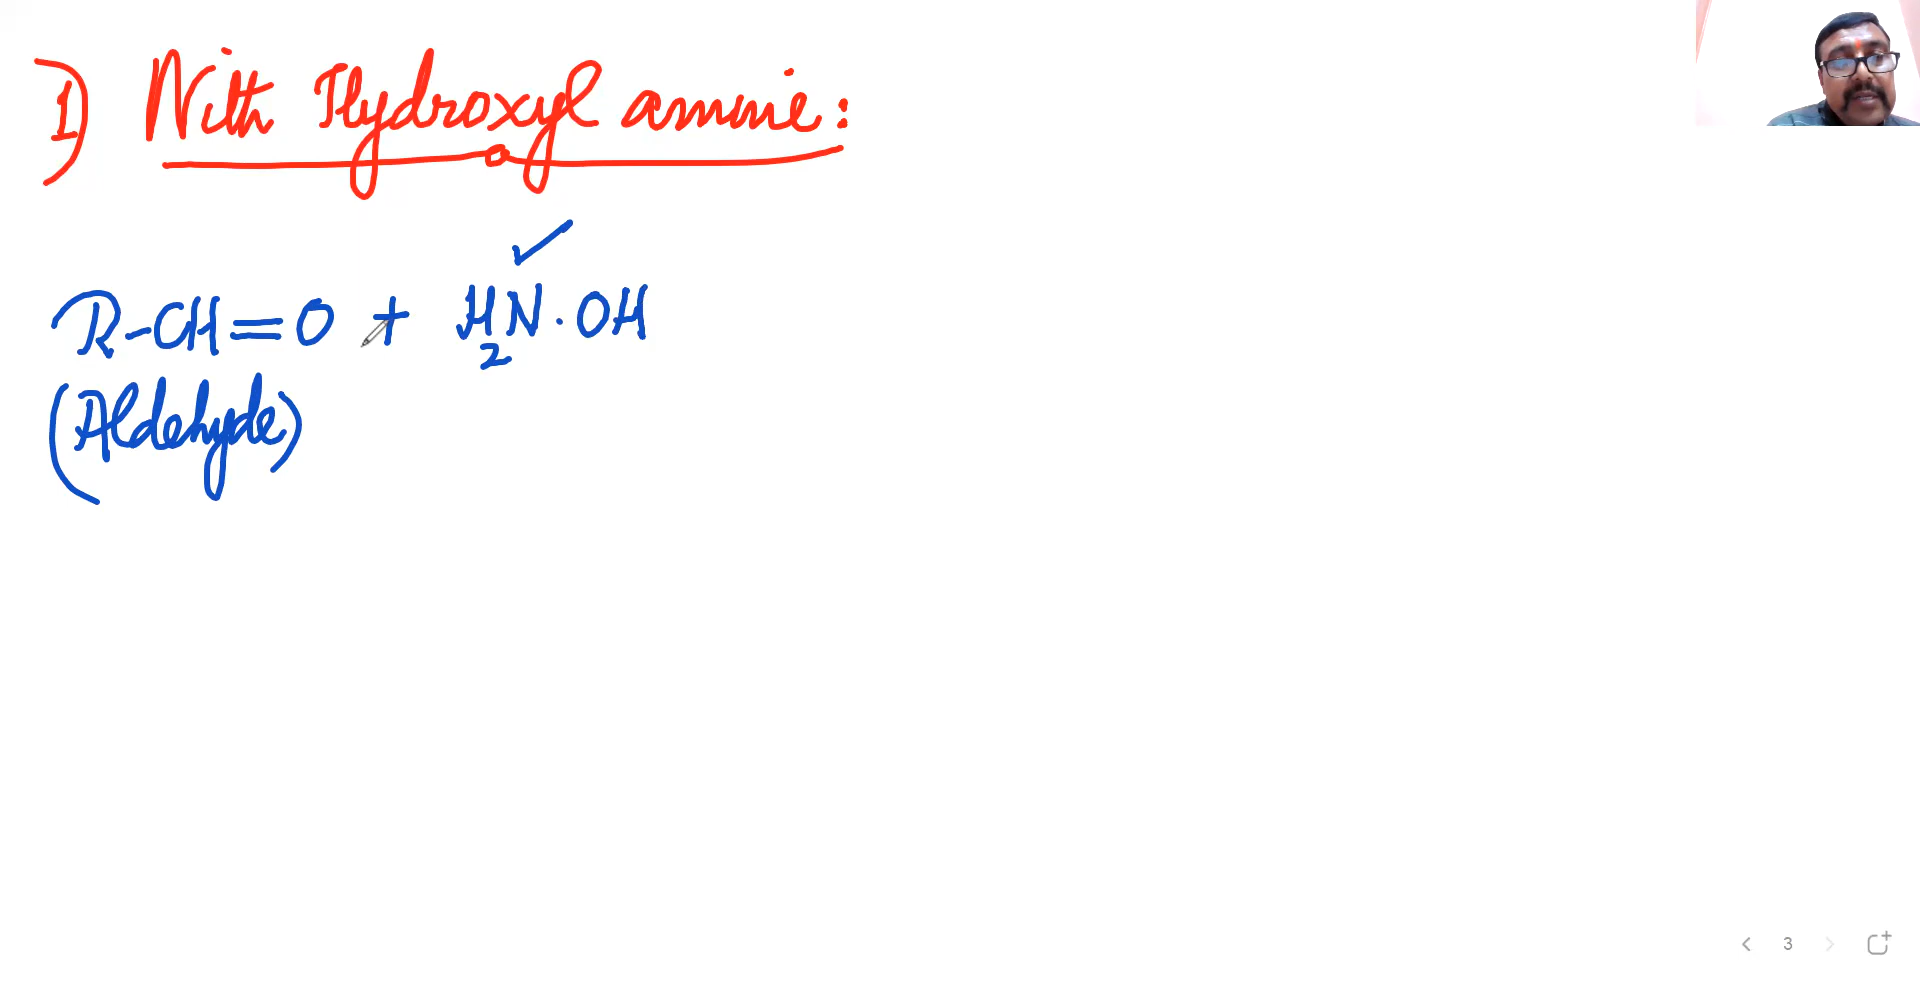 1) With Hydroxyl amine:
R-CH=O + H₂N·OH
(Aldehyde)
3